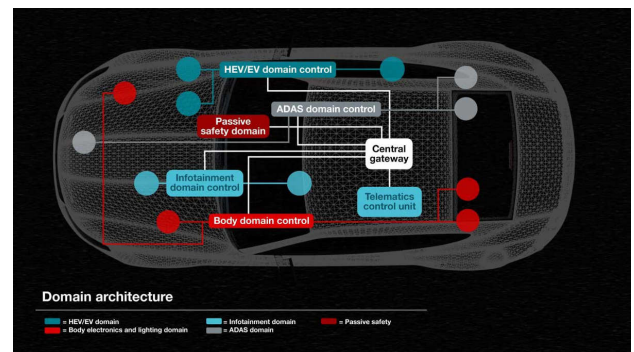 HEV/EV domain control
ADAS domain control
Passive
safety domain
Central
gateway
Infotainment
domain control
Telematics
control unit
Body domain control
Domain architecture
= HEV/EV domain
= Infotainment domain
= Passive safety
= Body electronics and lighting domain
= ADAS domain